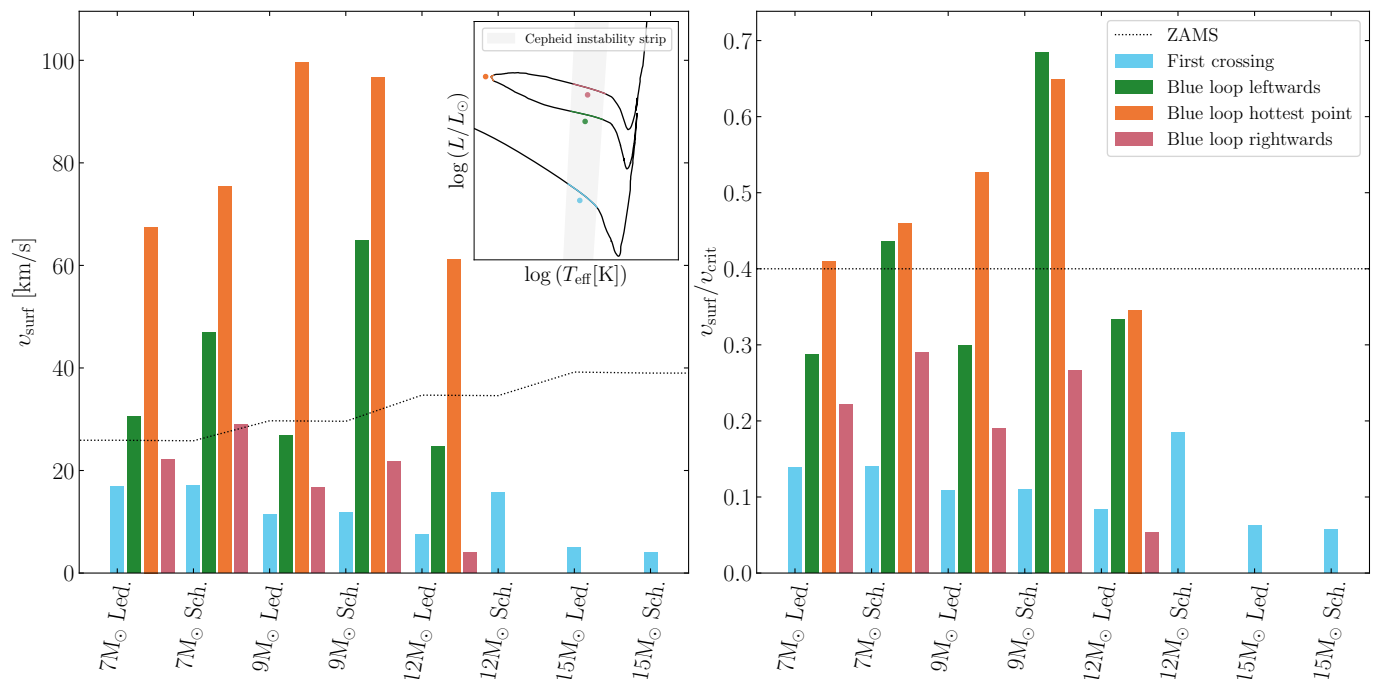 100
80
60
40
20
0
v_surf [km/s]
Cepheid instability strip
log (L/L⊙)
log (T_eff[K])
7M⊙ Led.
7M⊙ Sch.
9M⊙ Led.
9M⊙ Sch.
12M⊙ Led.
12M⊙ Sch.
15M⊙ Led.
15M⊙ Sch.
0.7
0.6
0.5
0.4
0.3
0.2
0.1
0.0
v_surf/v_crit
ZAMS
First crossing
Blue loop leftwards
Blue loop hottest point
Blue loop rightwards
7M⊙ Led.
7M⊙ Sch.
9M⊙ Led.
9M⊙ Sch.
12M⊙ Led.
12M⊙ Sch.
15M⊙ Led.
15M⊙ Sch.